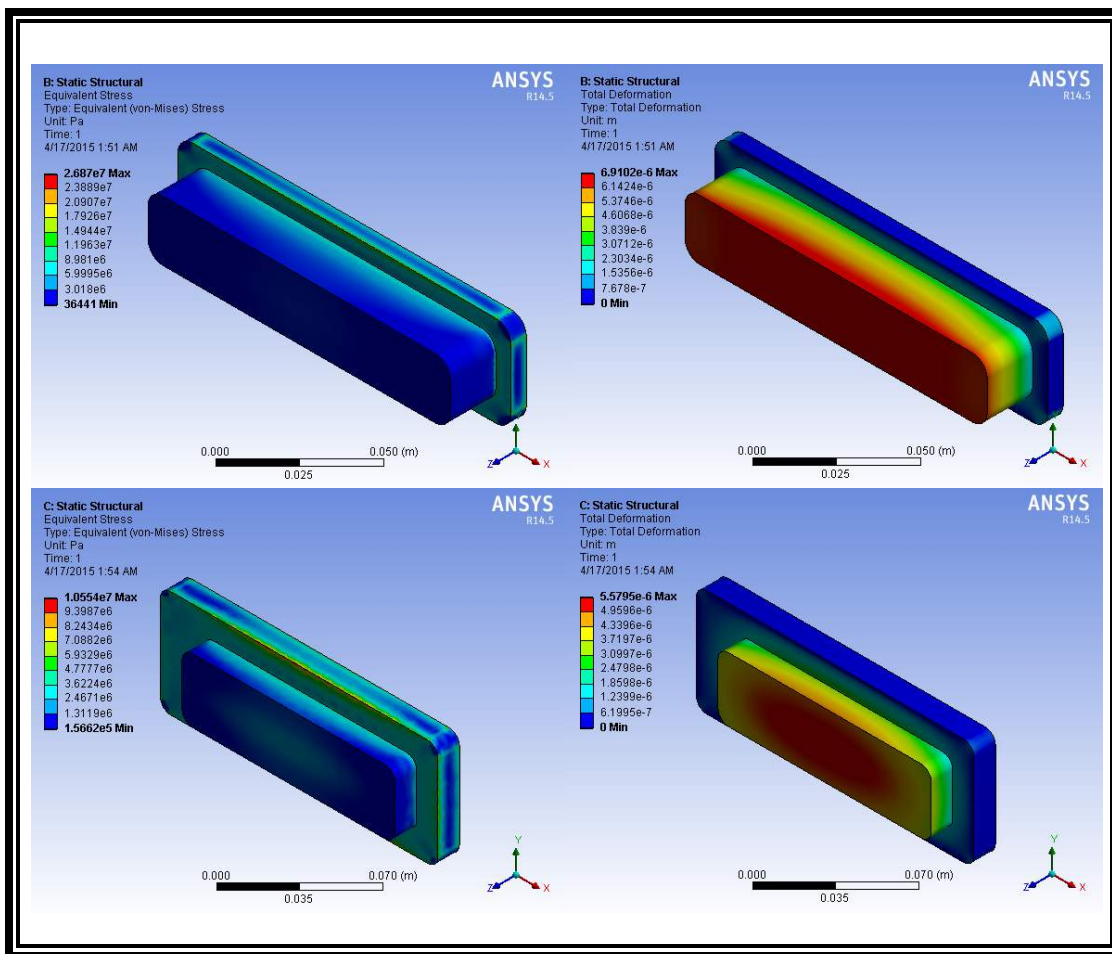 B: Static Structural
Equivalent Stress
Type: Equivalent (von-Mises) Stress
Unit: Pa
Time: 1
4/17/2015 1:51 AM
2.687e7 Max
2.3889e7
2.0907e7
1.7926e7
1.4944e7
1.1963e7
8.981e6
5.9995e6
3.018e6
36441 Min
ANSYS
R14.5
0.000
0.050 (m)
0.025
Z
X
B: Static Structural
Total Deformation
Type: Total Deformation
Unit: m
Time: 1
4/17/2015 1:51 AM
6.9102e-6 Max
6.1424e-6
5.3746e-6
4.6068e-6
3.839e-6
3.0712e-6
2.3034e-6
1.5356e-6
7.678e-7
0 Min
ANSYS
R14.5
0.000
0.050 (m)
0.025
Z
X
C: Static Structural
Equivalent Stress
Type: Equivalent (von-Mises) Stress
Unit: Pa
Time: 1
4/17/2015 1:54 AM
1.0554e7 Max
9.3987e6
8.2434e6
7.0882e6
5.9329e6
4.7777e6
3.6224e6
2.4671e6
1.3119e6
1.5662e5 Min
ANSYS
R14.5
0.000
0.070 (m)
0.035
Y
Z
X
C: Static Structural
Total Deformation
Type: Total Deformation
Unit: m
Time: 1
4/17/2015 1:54 AM
5.5795e-6 Max
4.9596e-6
4.3396e-6
3.7197e-6
3.0997e-6
2.4798e-6
1.8598e-6
1.2399e-6
6.1995e-7
0 Min
ANSYS
R14.5
0.000
0.070 (m)
0.035
Y
Z
X